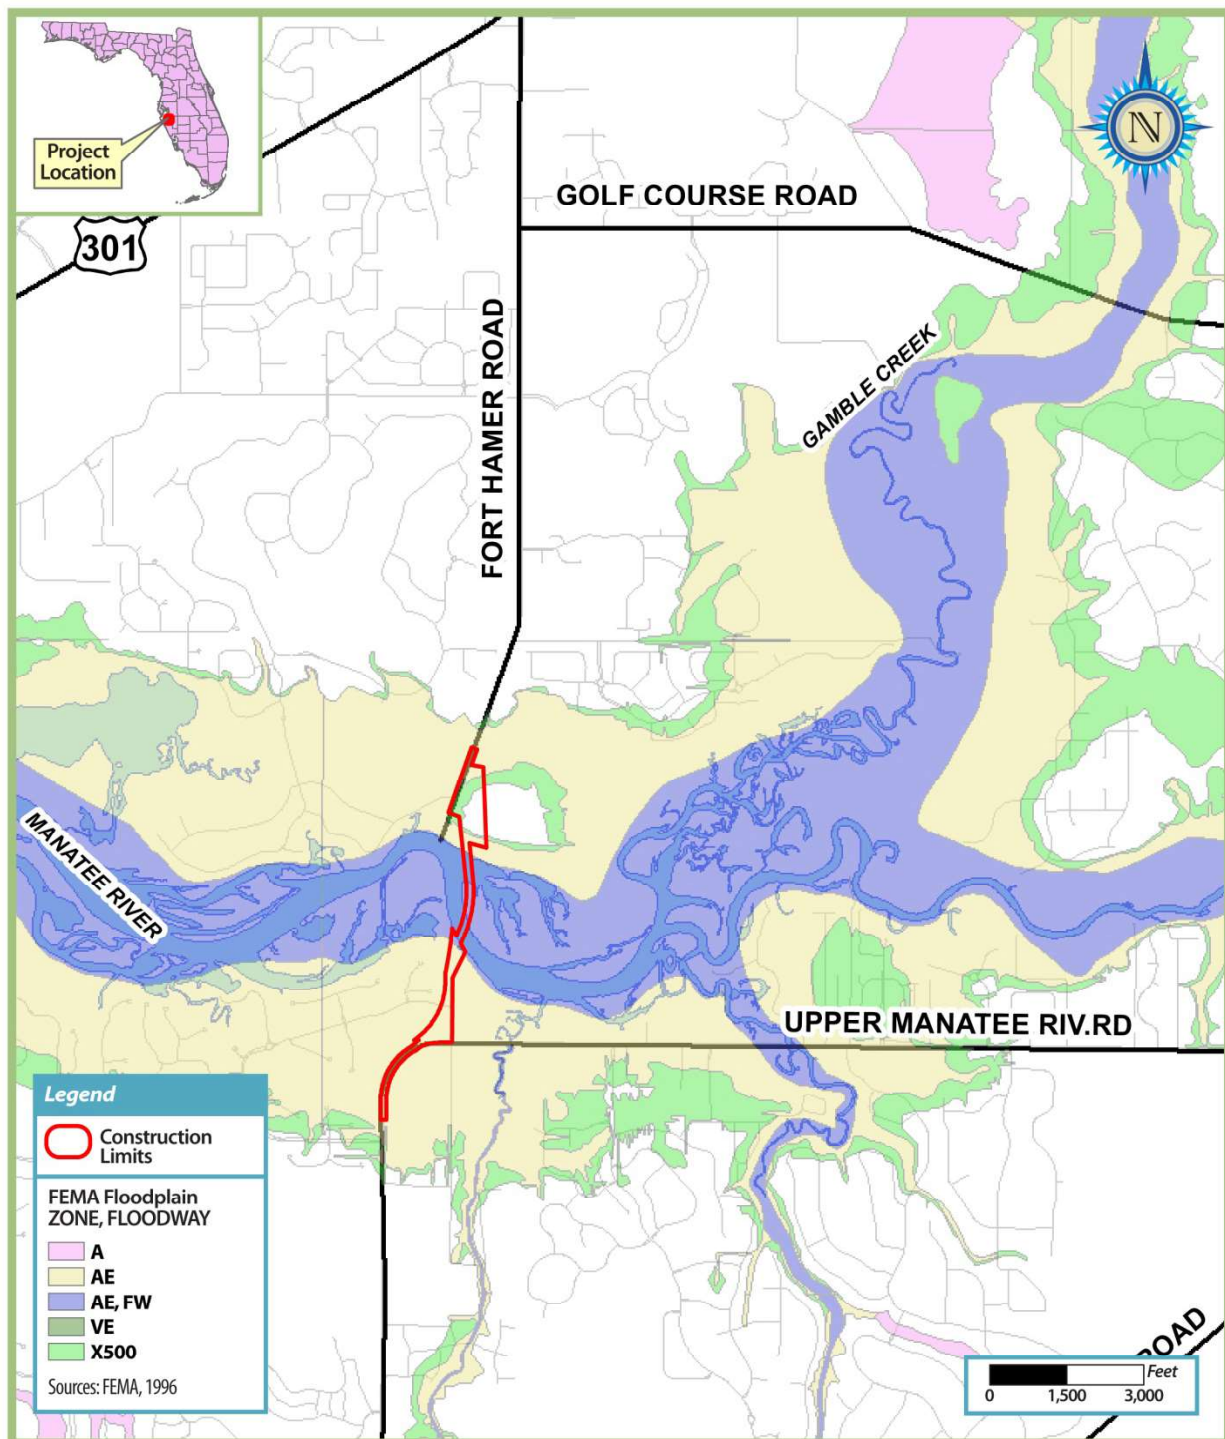 Project
Location
N
301
GOLF COURSE ROAD
FORT HAMER ROAD
GAMBLE CREEK
MANATEE RIVER
UPPER MANATEE RIV.RD
Legend
Construction
Limits
FEMA Floodplain
ZONE, FLOODWAY
A
AE
AE, FW
VE
X500
Sources: FEMA, 1996
ROAD
Feet
0 1,500 3,000